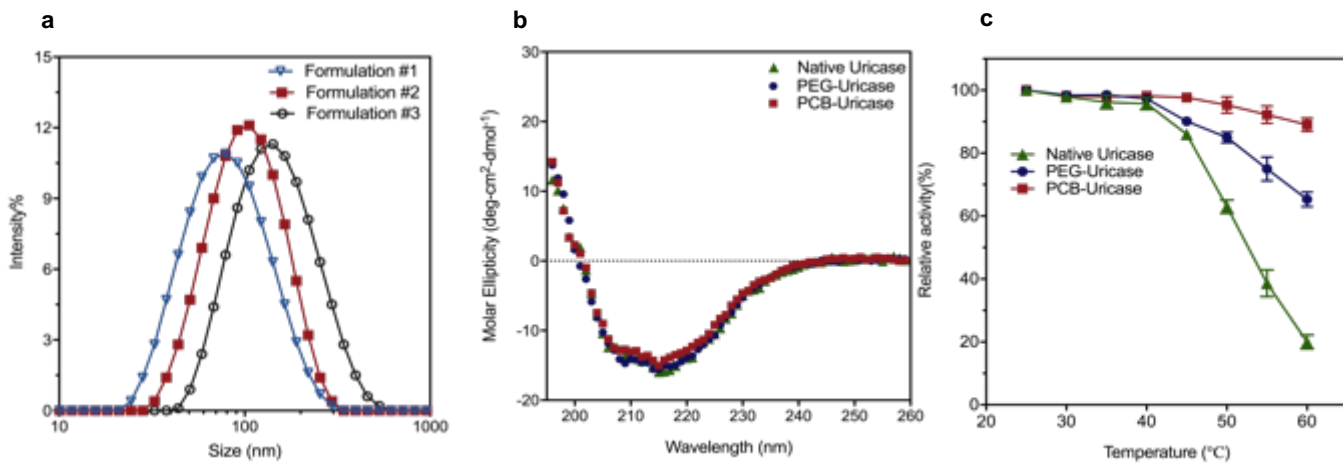 a
Intensity%
15
12
9
6
3
0
Formulation #1
Formulation #2
Formulation #3
10
100
1000
Size (nm)
b
Molar Ellipticity (deg-cm²-dmol⁻¹)
30
20
10
0
-10
-20
Native Uricase
PEG-Uricase
PCB-Uricase
200
210
220
230
240
250
260
Wavelength (nm)
c
Relative activity(%)
100
80
60
40
20
0
Native Uricase
PEG-Uricase
PCB-Uricase
20
30
40
50
60
Temperature (°C)